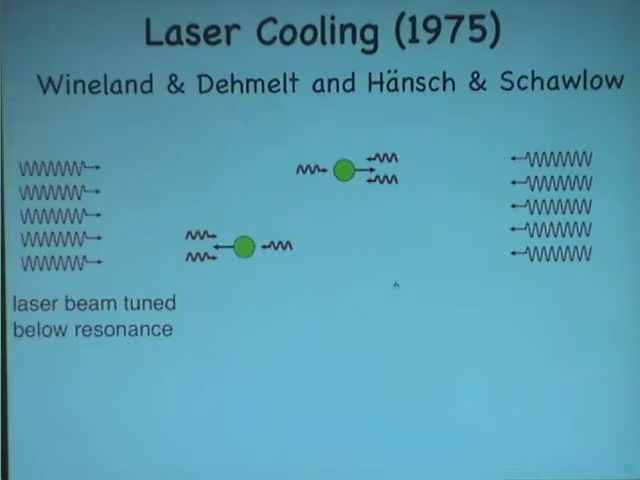 Laser Cooling (1975)
Wineland & Dehmelt and Hänsch & Schawlow
laser beam tuned
below resonance